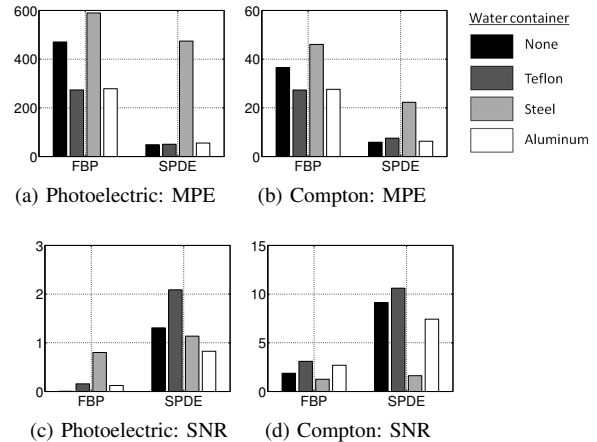 Water container
None
Teflon
Steel
Aluminum
600
400
200
0
FBP
SPDE
(a) Photoelectric: MPE
60
40
20
0
FBP
SPDE
(b) Compton: MPE
3
2
1
0
FBP
SPDE
(c) Photoelectric: SNR
15
10
5
0
FBP
SPDE
(d) Compton: SNR